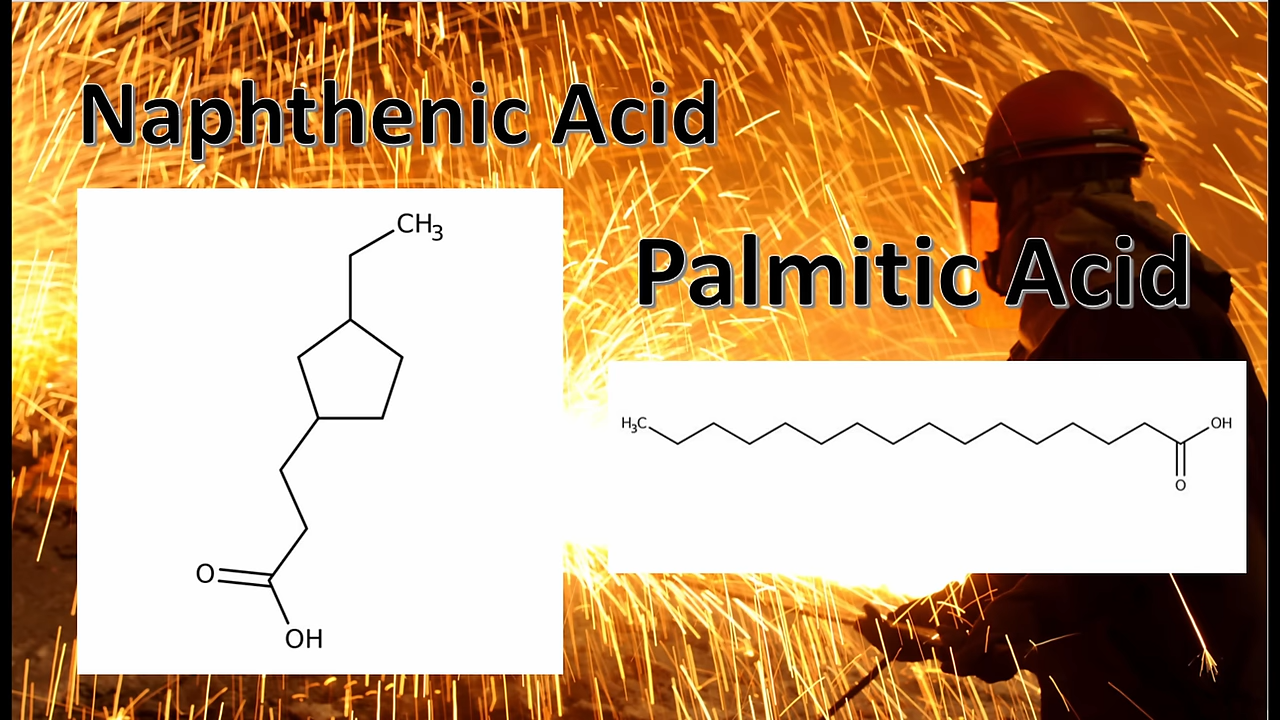 Naphthenic Acid
CH3
Palmitic Acid
H3C
OH
O
O
OH